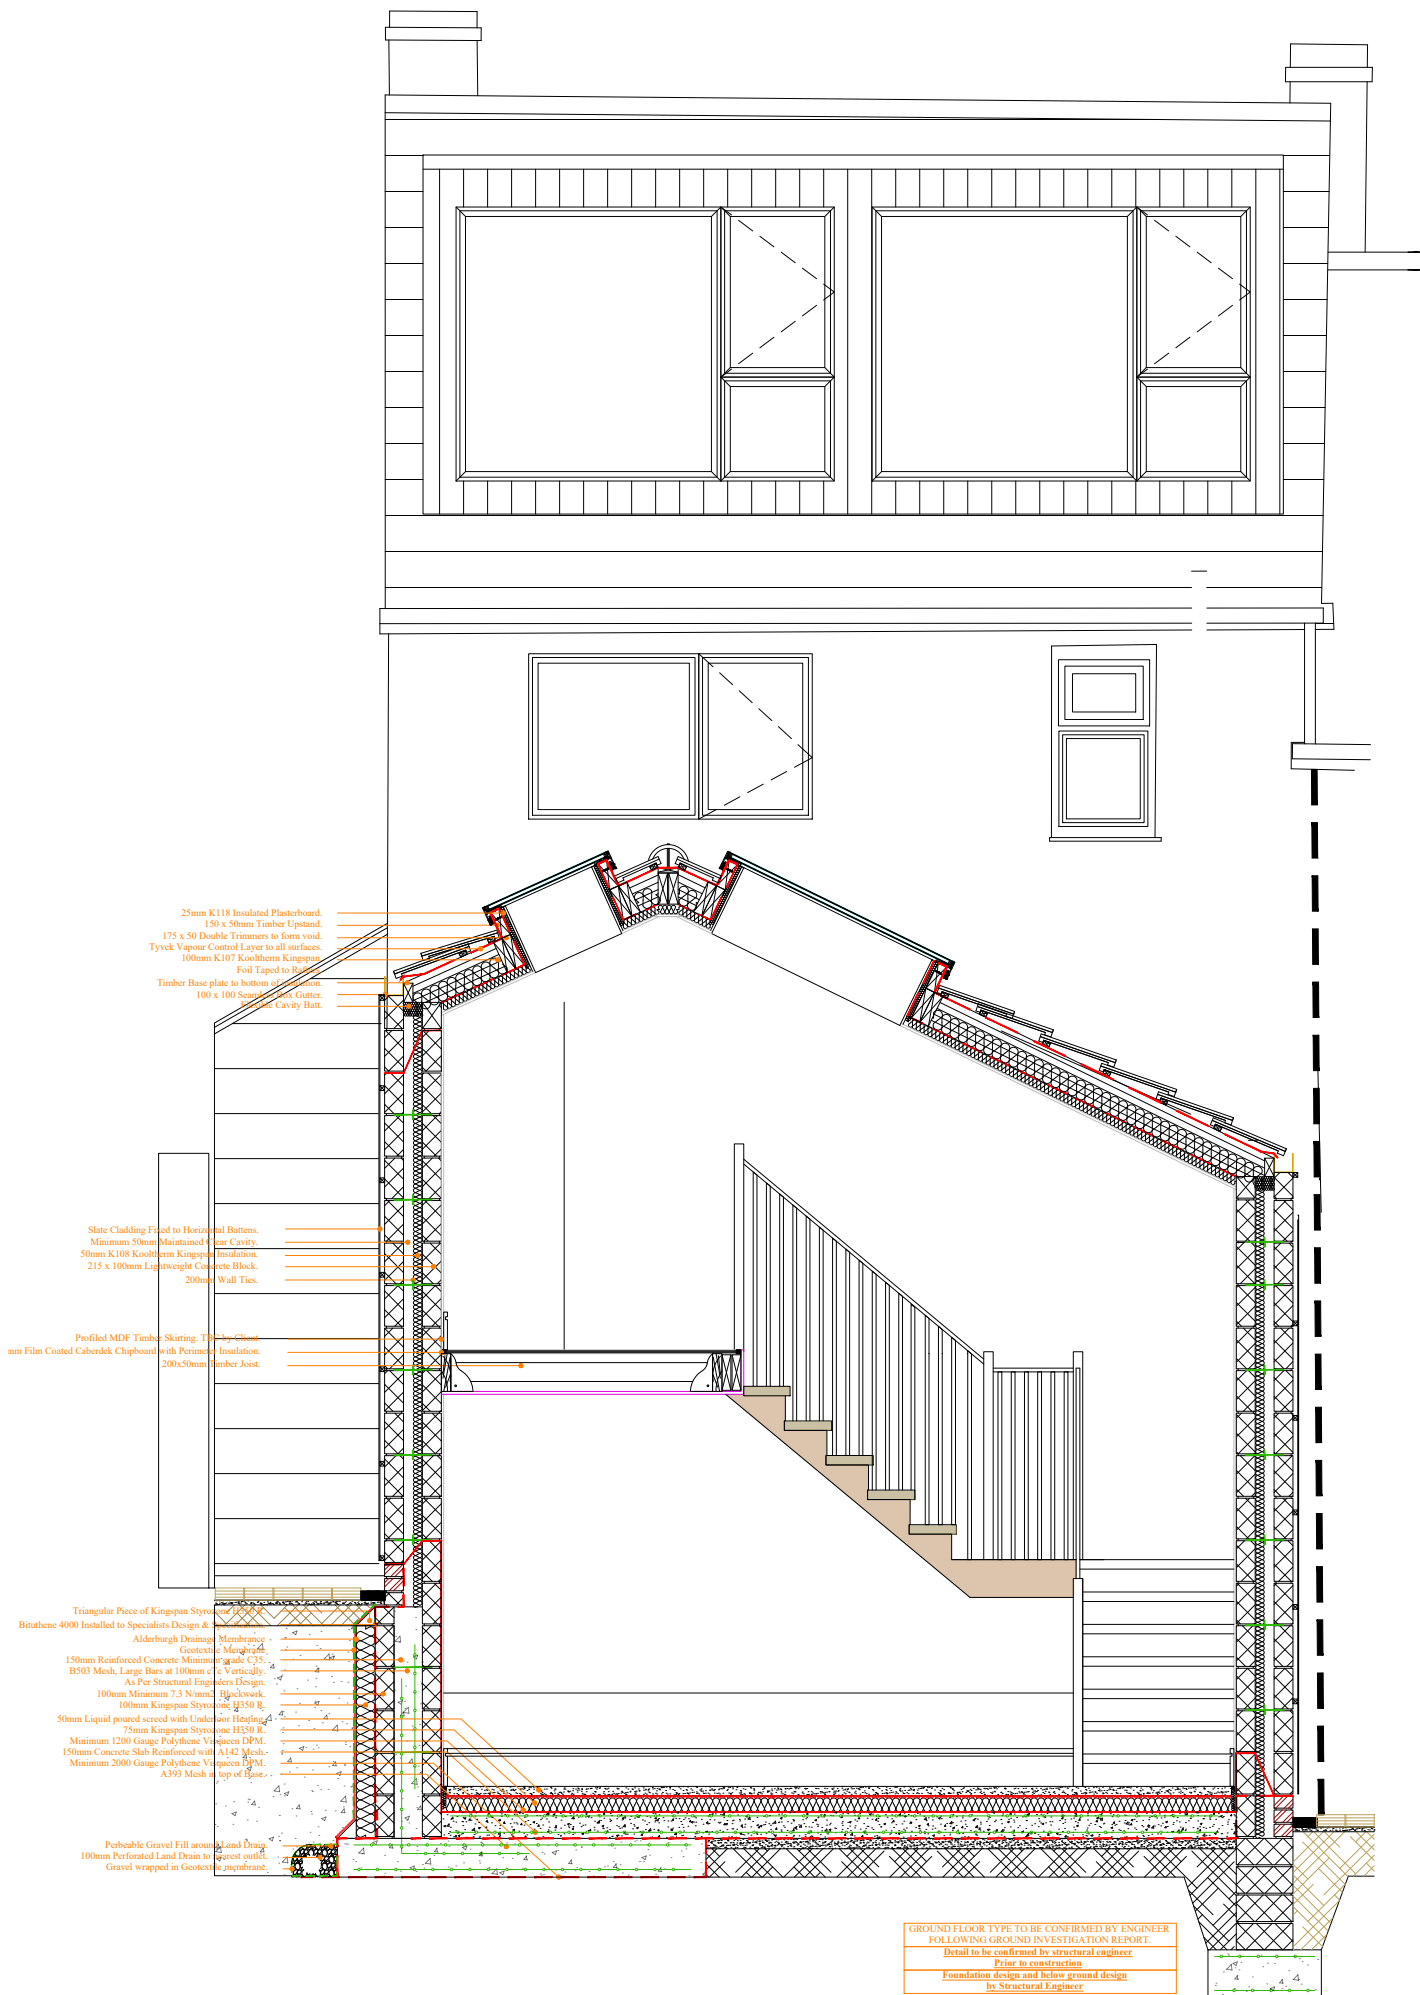 25mm K118 Insulated Plasterboard.
150 x 50mm Timber Upstand.
175 x 50 Double Trimmers to form void.
Tyvek Vapour Control Layer to all surfaces.
100mm K107 Kooltherm Kingspan
Foil Taped to Rafters.
Timber Base plate to bottom of insulation.
100 x 100 Seamless Box Gutter.
Cavity Batt.
Slate Cladding Fixed to Horizontal Battens.
Minimum 50mm Maintained Clear Cavity.
50mm K108 Kooltherm Kingspan Insulation.
215 x 100mm Lightweight Concrete Block.
200mm Wall Ties.
Profiled MDF Timber Skirting. TBC by Client.
mm Film Coated Caberdek Chipboard with Perimeter Insulation.
200x50mm Timber Joist.
Triangular Piece of Kingspan Styrozone H350 R.
Bituthene 4000 Installed to Specialists Design & Specification.
Alderburgh Drainage Membrance
Geotextile Membrane
150mm Reinforced Concrete Minimum grade C35.
B503 Mesh, Large Bars at 100mm c/c Vertically.
As Per Structural Engineers Design.
100mm Minimum 7.3 N/mm2. Blockwork.
100mm Kingspan Styrozone H350 R.
50mm Liquid poured screed with Underfloor Heating.
75mm Kingspan Styrozone H350 R.
Minimum 1200 Gauge Polythene Visqueen DPM.
150mm Concrete Slab Reinforced with A142 Mesh.
Minimum 2000 Gauge Polythene Visqueen DPM.
A393 Mesh in top of Base.
Perbeable Gravel Fill around Land Drain.
100mm Perforated Land Drain to nearest outlet.
Gravel wrapped in Geotextile membrane.
GROUND FLOOR TYPE TO BE CONFIRMED BY ENGINEER
FOLLOWING GROUND INVESTIGATION REPORT.
Detail to be confirmed by structural engineer
Prior to construction
Foundation design and below ground design
by Structural Engineer